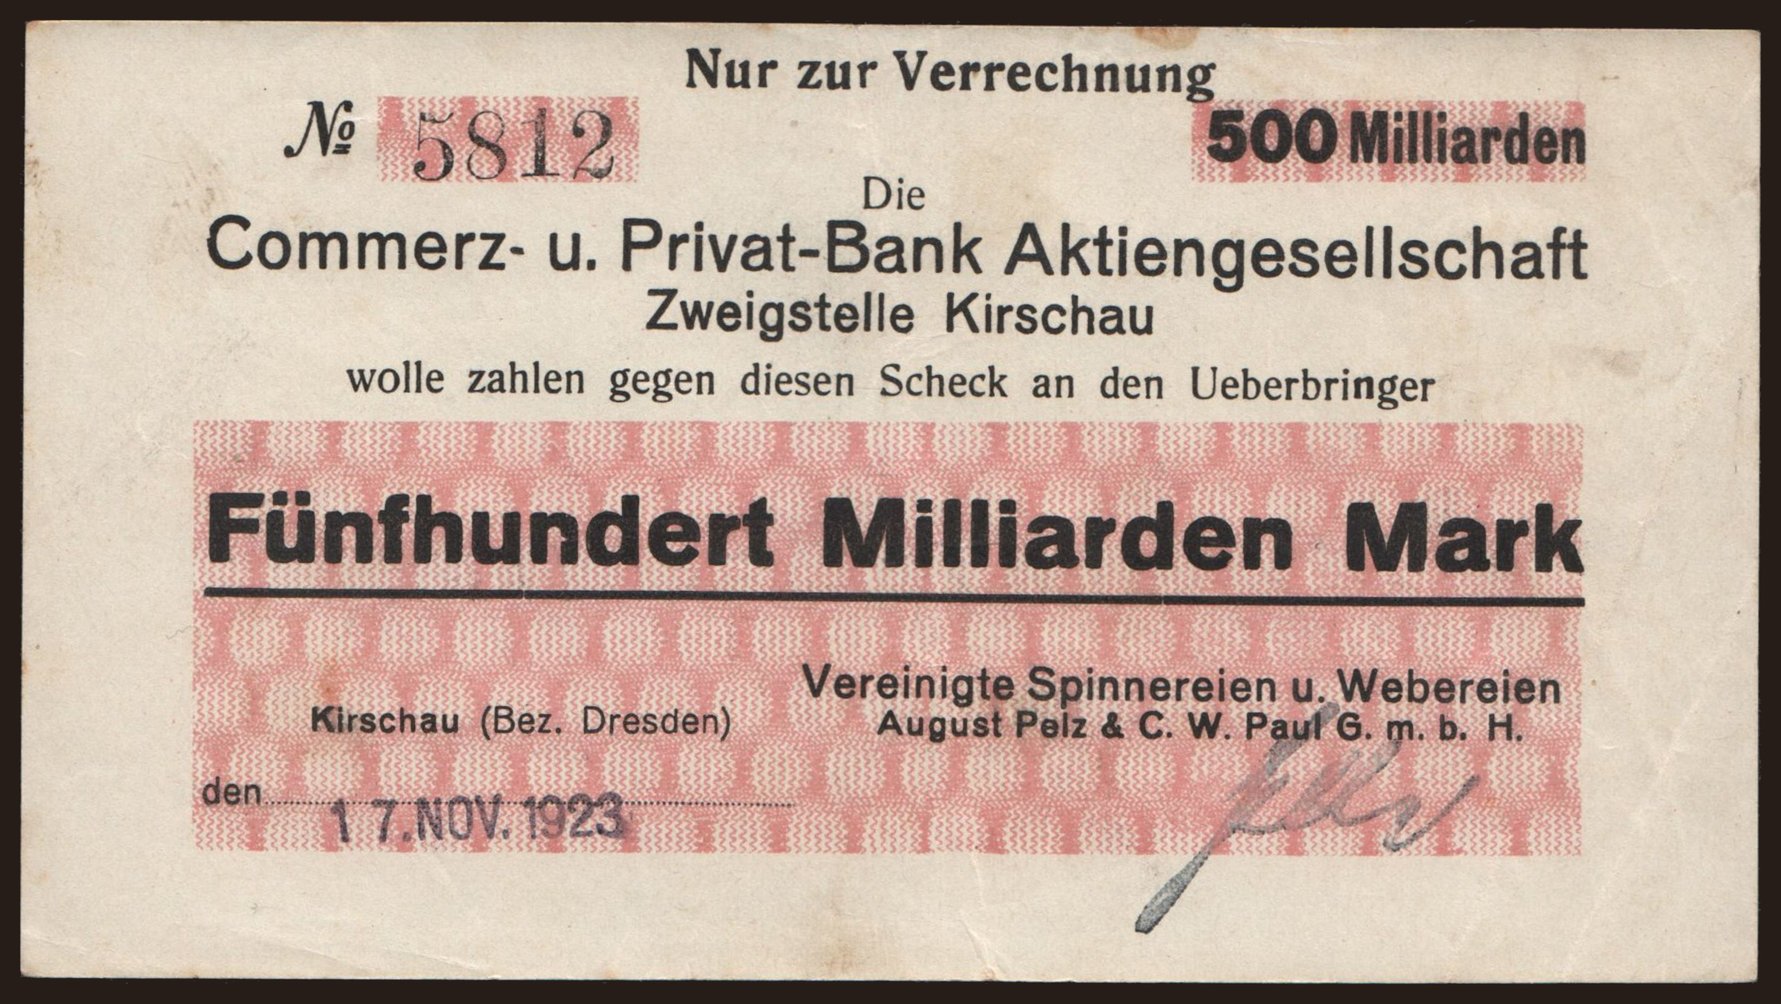 Nur zur Verrechnung
№ 5812
500 Milliarden
Die
Commerz- u. Privat-Bank Aktiengesellschaft
Zweigstelle Kirschau
wolle zahlen gegen diesen Scheck an den Ueberbringer
Fünfhundert Milliarden Mark
Vereinigte Spinnereien u. Webereien
Kirschau (Bez. Dresden)
August Pelz & C. W. Paul G. m. b. H.
den 17. NOV. 1923